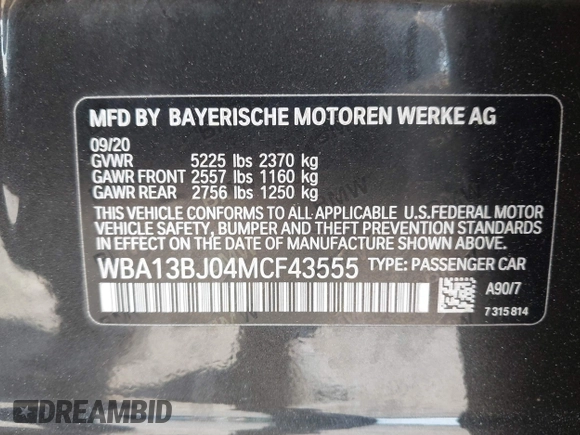 MFD BY BAYERISCHE MOTOREN WERKE AG
09/20
GVWR 5225 lbs 2370 kg
GAWR FRONT 2557 lbs 1160 kg
GAWR REAR 2756 lbs 1250 kg
THIS VEHICLE CONFORMS TO ALL APPLICABLE U.S.FEDERAL MOTOR
VEHICLE SAFETY, BUMPER AND THEFT PREVENTION STANDARDS
IN EFFECT ON THE DATE OF MANUFACTURE SHOWN ABOVE.
WBA13BJ04MCF43555 TYPE: PASSENGER CAR
A90/7
7 315 814
DREAMBID